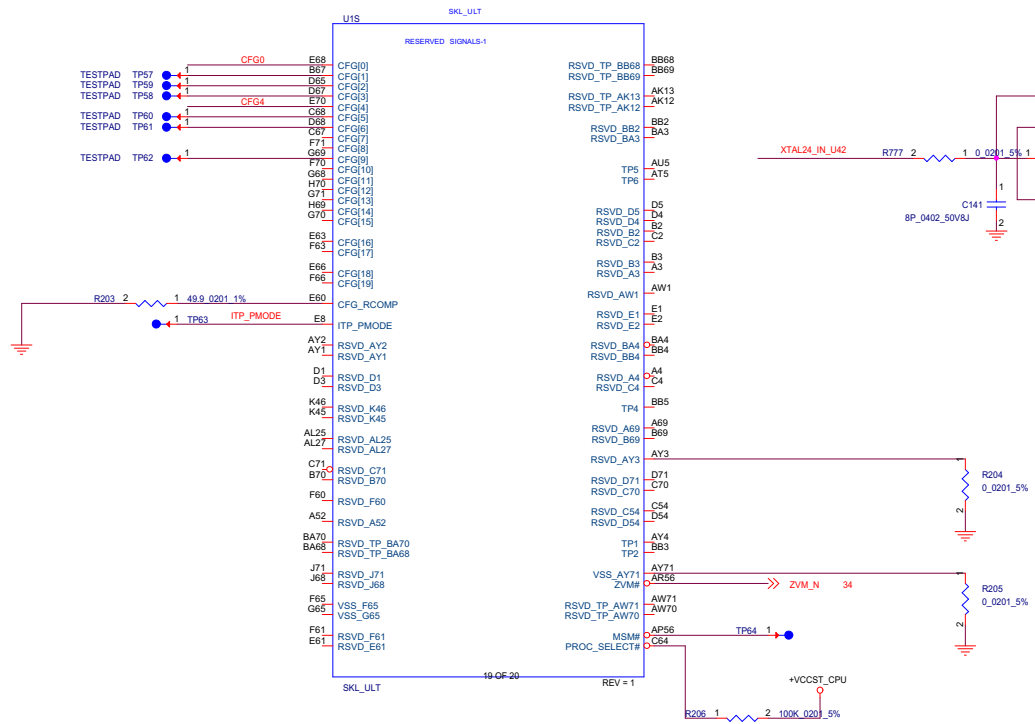 SKL_ULT
U1S
RESERVED SIGNALS-1
CFG0 E68 CFG[0] RSVD_TP_BB68 BB68
TESTPAD TP57 1 B67 CFG[1] RSVD_TP_BB69 BB69
TESTPAD TP59 1 D65 CFG[2]
TESTPAD TP58 1 D67 CFG[3] RSVD_TP_AK13 AK13
CFG4 E70 CFG[4] RSVD_TP_AK12 AK12
TESTPAD TP60 1 C68 CFG[5]
TESTPAD TP61 1 D68 CFG[6] RSVD_BB2 BB2
C67 CFG[7] RSVD_BA3 BA3
F71 CFG[8]
TESTPAD TP62 1 G69 CFG[9]
F70 CFG[10] TP5 AU5
G68 CFG[11] TP6 AT5
H70 CFG[12]
G71 CFG[13]
H69 CFG[14] RSVD_D5 D5
G70 CFG[15] RSVD_D4 D4
RSVD_B2 B2
E63 CFG[16] RSVD_C2 C2
F63 CFG[17]
RSVD_B3 B3
E66 CFG[18] RSVD_A3 A3
F66 CFG[19]
RSVD_AW1 AW1
R203 2 1 49.9_0201_1% E60 CFG_RCOMP
RSVD_E1 E1
1 TP63 ITP_PMODE E8 ITP_PMODE RSVD_E2 E2
AY2 RSVD_AY2 RSVD_BA4 BA4
AY1 RSVD_AY1 RSVD_BB4 BB4
D1 RSVD_D1 RSVD_A4 A4
D3 RSVD_D3 RSVD_C4 C4
K46 RSVD_K46 TP4 BB5
K45 RSVD_K45
RSVD_A69 A69
AL25 RSVD_AL25 RSVD_B69 B69
AL27 RSVD_AL27
RSVD_AY3 AY3
C71 RSVD_C71
B70 RSVD_B70 RSVD_D71 D71
RSVD_C70 C70
F60 RSVD_F60
RSVD_C54 C54
A52 RSVD_A52 RSVD_D54 D54
BA70 RSVD_TP_BA70 TP1 AY4
BA68 RSVD_TP_BA68 TP2 BB3
J71 RSVD_J71 VSS_AY71 AY71
J68 RSVD_J68 ZVM# AR56 ZVM_N 34
F65 VSS_F65 RSVD_TP_AW71 AW71
G65 VSS_G65 RSVD_TP_AW70 AW70
F61 RSVD_F61 MSM# AP56 TP64 1
E61 RSVD_E61 PROC_SELECT# C64
SKL_ULT 19 OF 20 REV = 1
XTAL24_IN_U42 R777 2 1 0_0201_5% 1
1
C141
8P_0402_50V8J 2
1
R204
0_0201_5%
2
1
R205
0_0201_5%
2
+VCCST_CPU
R206 1 2 100K_0201_5%